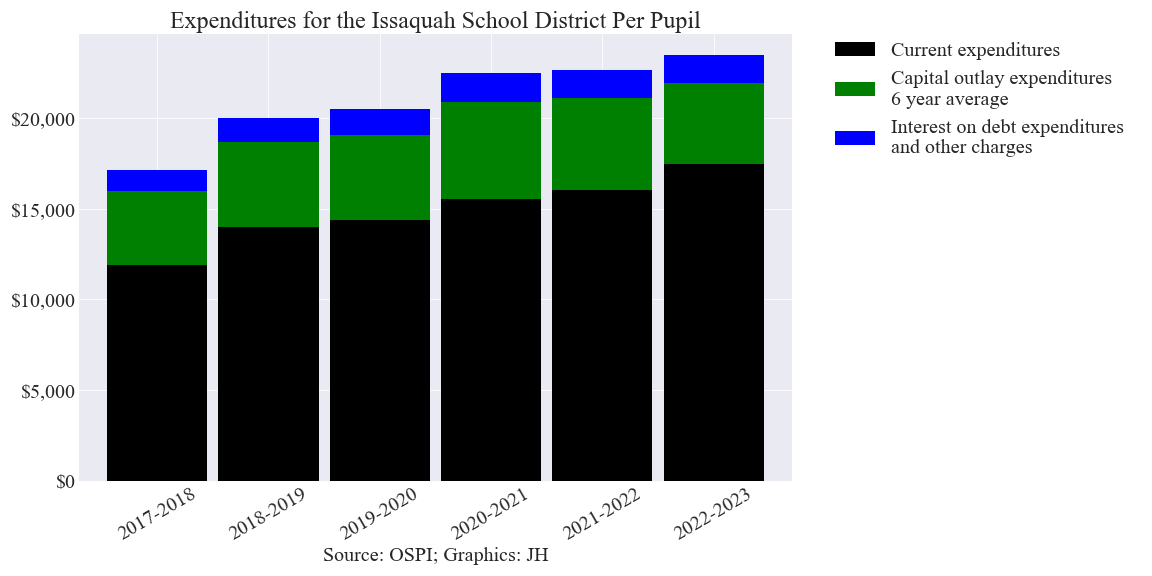 Expenditures for the Issaquah School District Per Pupil
Current expenditures
Capital outlay expenditures
6 year average
Interest on debt expenditures
and other charges
$20,000
$15,000
$10,000
$5,000
$0
2017-2018
2018-2019
2019-2020
2020-2021
2021-2022
2022-2023
Source: OSPI; Graphics: JH